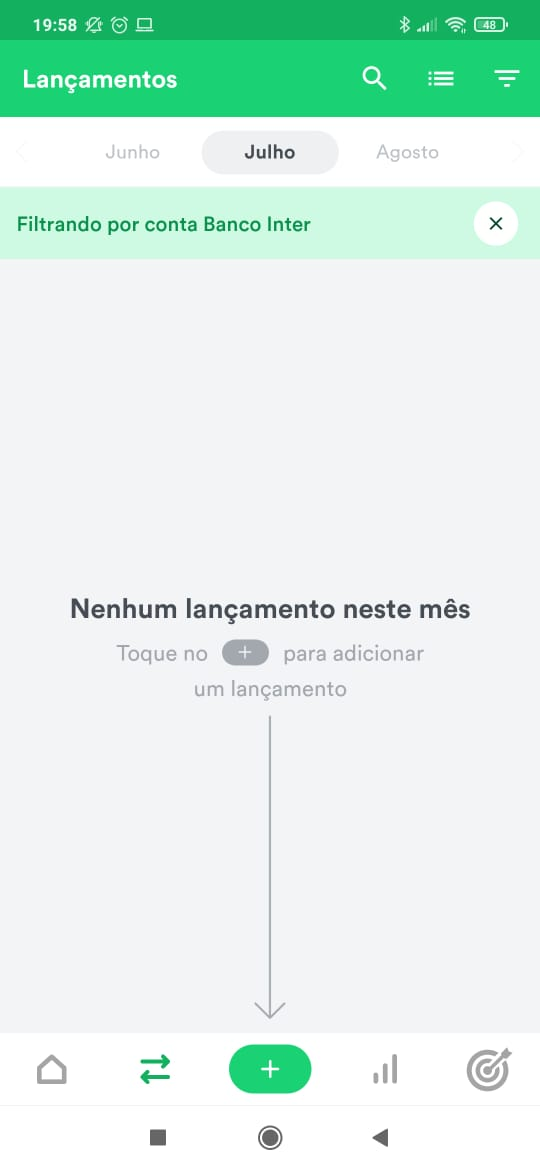 19:58
48
Lançamentos
Junho Julho Agosto
Filtrando por conta Banco Inter
Nenhum lançamento neste mês
Toque no + para adicionar
um lançamento
+